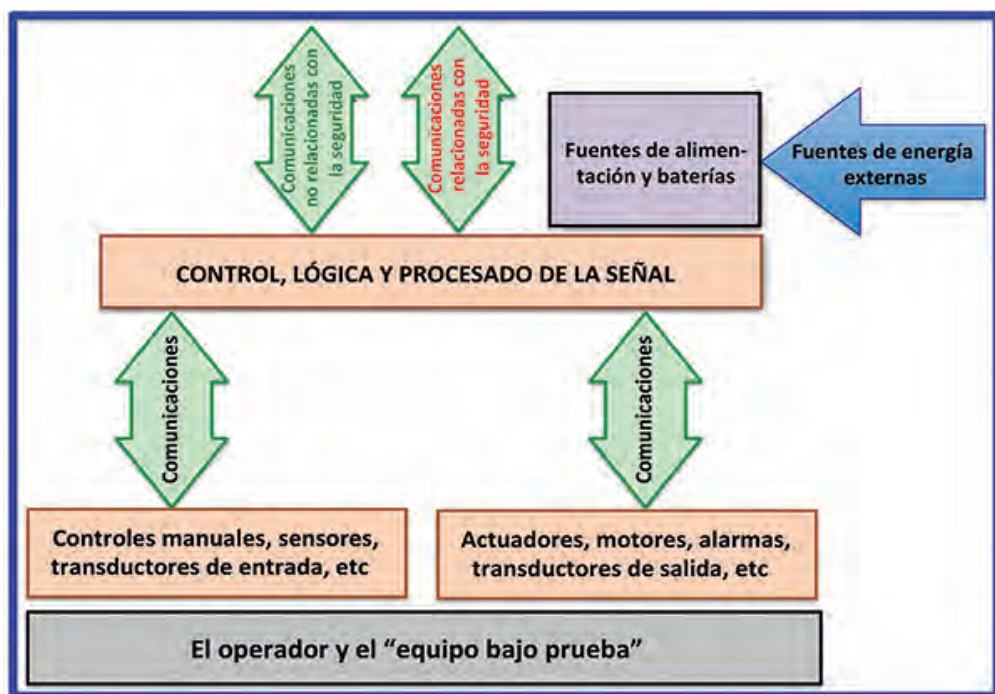 Comunicaciones
no relacionadas con
la seguridad
Comunicaciones
relacionadas con
la seguridad
Fuentes de alimen-
tación y baterías
Fuentes de energía
externas
CONTROL, LÓGICA Y PROCESADO DE LA SEÑAL
Comunicaciones
Comunicaciones
Controles manuales, sensores,
transductores de entrada, etc
Actuadores, motores, alarmas,
transductores de salida, etc
El operador y el “equipo bajo prueba”